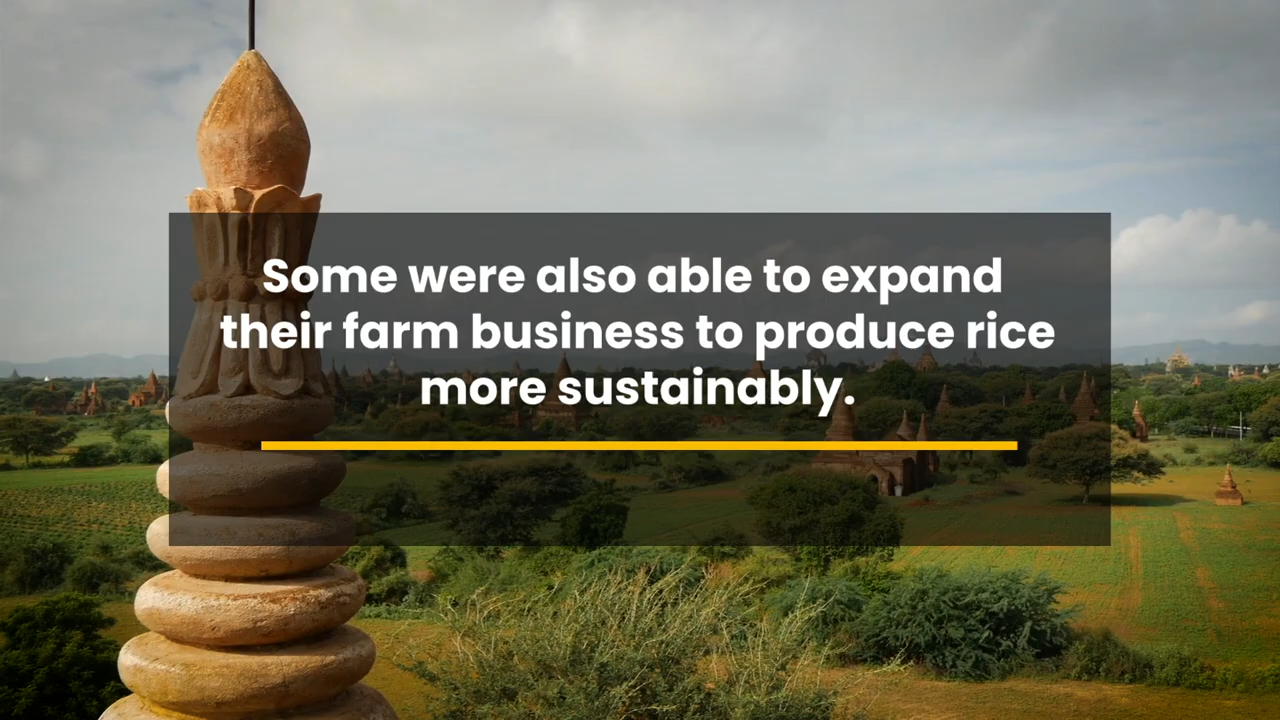 Some were also able to expand
their farm business to produce rice
more sustainably.